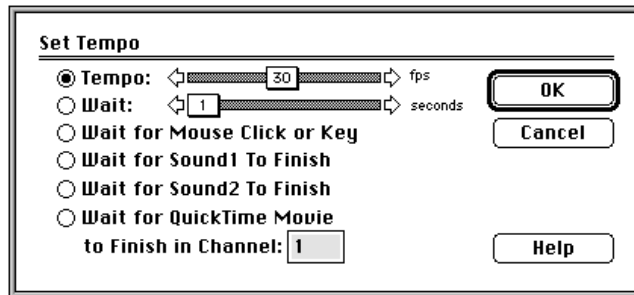 Set Tempo
Tempo: 30 fps
Wait: 1 seconds
OK
Wait for Mouse Click or Key
Cancel
Wait for Sound1 To Finish
Wait for Sound2 To Finish
Wait for QuickTime Movie
to Finish in Channel: 1
Help